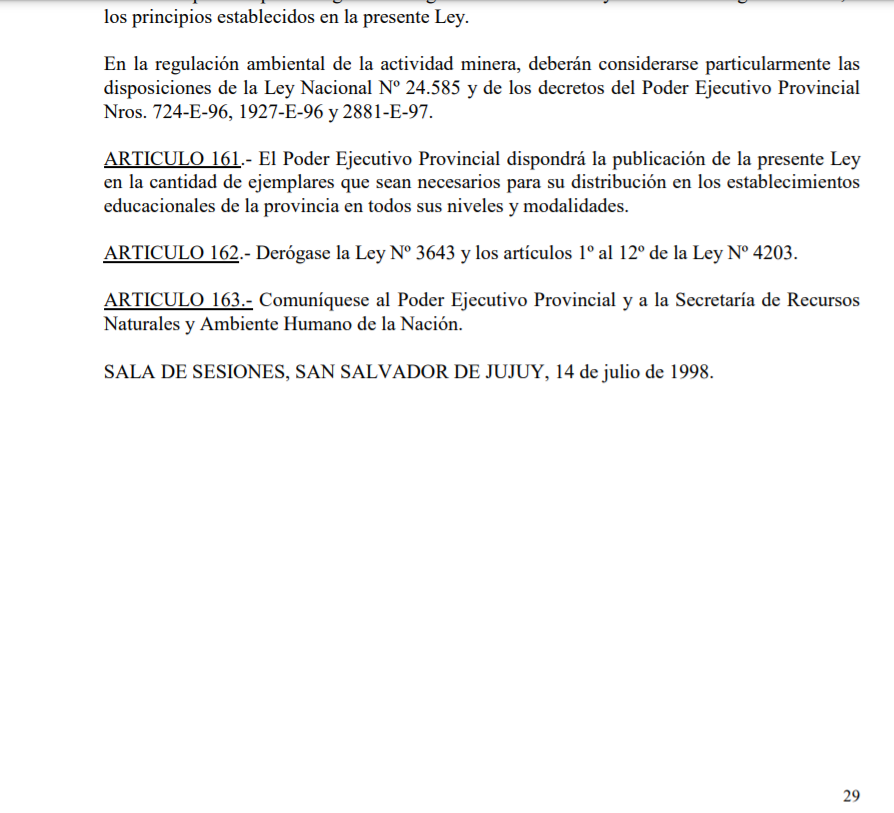 los principios establecidos en la presente Ley.
En la regulación ambiental de la actividad minera, deberán considerarse particularmente las
disposiciones de la Ley Nacional Nº 24.585 y de los decretos del Poder Ejecutivo Provincial
Nros. 724-E-96, 1927-E-96 y 2881-E-97.
ARTICULO 161.- El Poder Ejecutivo Provincial dispondrá la publicación de la presente Ley
en la cantidad de ejemplares que sean necesarios para su distribución en los establecimientos
educacionales de la provincia en todos sus niveles y modalidades.
ARTICULO 162.- Derógase la Ley Nº 3643 y los artículos 1º al 12º de la Ley Nº 4203.
ARTICULO 163.- Comuníquese al Poder Ejecutivo Provincial y a la Secretaría de Recursos
Naturales y Ambiente Humano de la Nación.
SALA DE SESIONES, SAN SALVADOR DE JUJUY, 14 de julio de 1998.
29